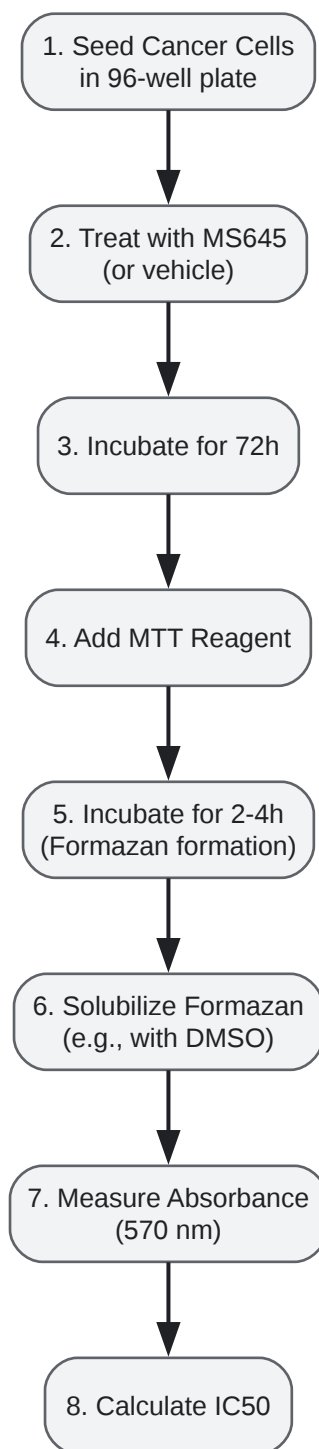 1. Seed Cancer Cells
in 96-well plate
2. Treat with MS645
(or vehicle)
3. Incubate for 72h
4. Add MTT Reagent
5. Incubate for 2-4h
(Formazan formation)
6. Solubilize Formazan
(e.g., with DMSO)
7. Measure Absorbance
(570 nm)
8. Calculate IC50